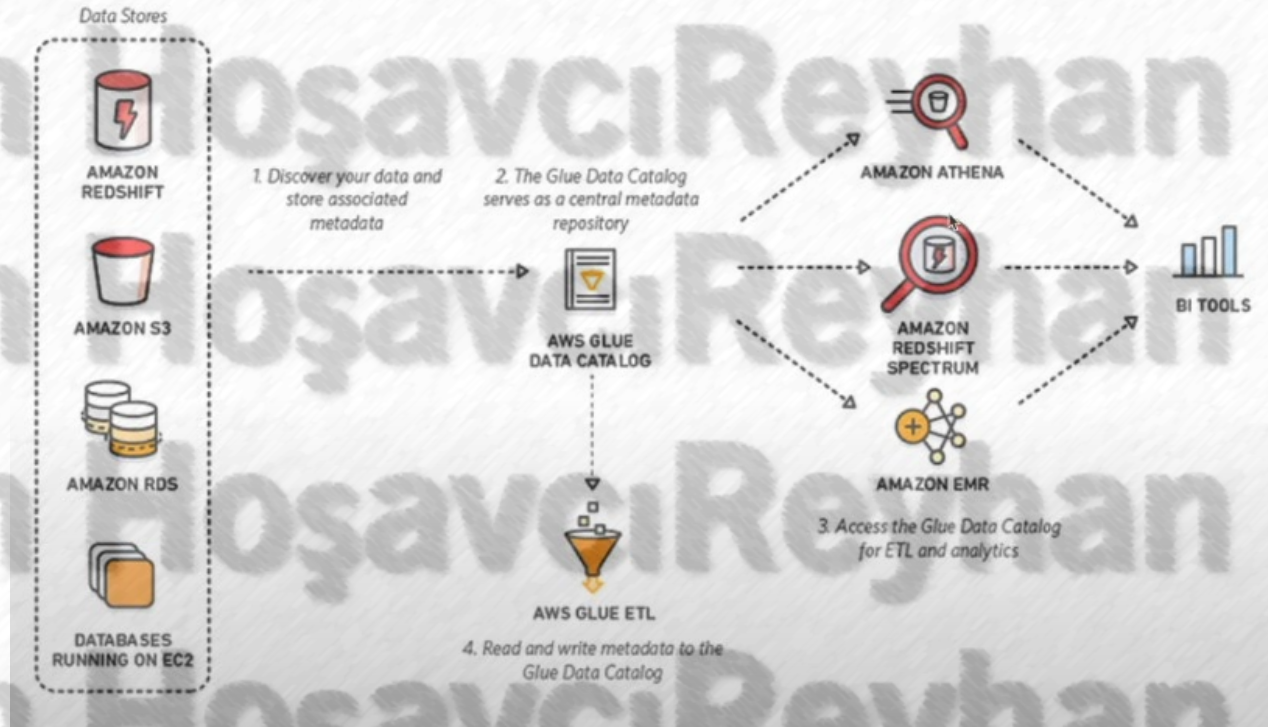 Data Stores
AMAZON
REDSHIFT
AMAZON S3
AMAZON RDS
DATABASES
RUNNING ON EC2
1. Discover your data and
store associated
metadata
2. The Glue Data Catalog
serves as a central metadata
repository
AWS GLUE
DATA CATALOG
AWS GLUE ETL
4. Read and write metadata to the
Glue Data Catalog
AMAZON ATHENA
AMAZON
REDSHIFT
SPECTRUM
AMAZON EMR
3. Access the Glue Data Catalog
for ETL and analytics
BI TOOLS
n HoşavcıReyhan
n HoşavcıReyhan
n HoşavcıReyhan
n HoşavcıReyhan